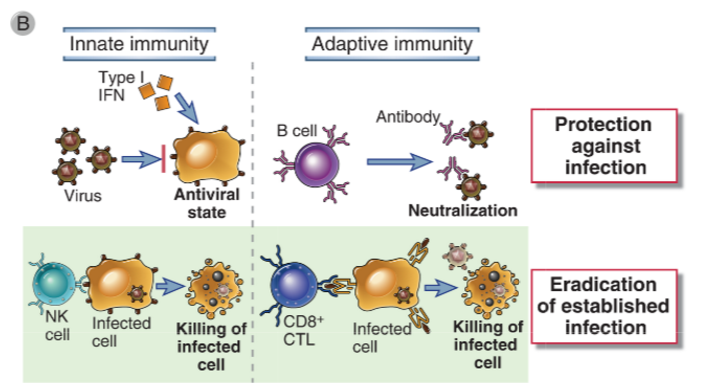 B
Innate immunity
Adaptive immunity
Type I
IFN
Virus
Antiviral
state
B cell
Antibody
Neutralization
Protection
against
infection
NK
cell
Infected
cell
Killing of
infected
cell
CD8+
CTL
Infected
cell
Killing of
infected
cell
Eradication
of established
infection